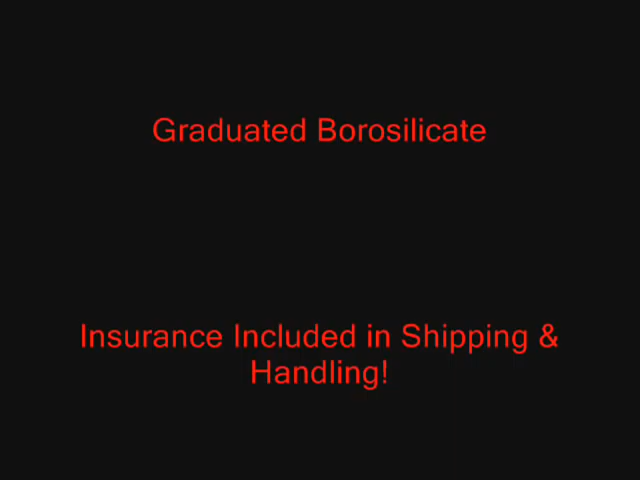 Graduated Borosilicate
Insurance Included in Shipping &
Handling!